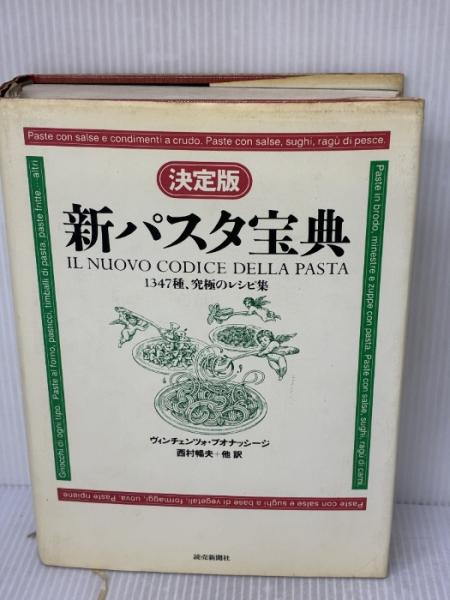 Paste con salse e condimenti a crudo. Paste con salse, sughi, ragù di pesce.
決定版
新パスタ宝典
IL NUOVO CODICE DELLA PASTA
1347種、究極のレシピ集
ヴィンチェンツォ・ブオナッシージ
西村暢夫+他 訳
読売新聞社
Paste in brodo, minestre e zuppe con pasta. Paste con salse, sughi, ragù di carni.
Paste con salse e sughi a base di vegetali, formaggi, uova. Paste ripiene
Gnocchi di ogni tipo. Paste al forno, pasticci, timballi di pasta, paste fritte... altri